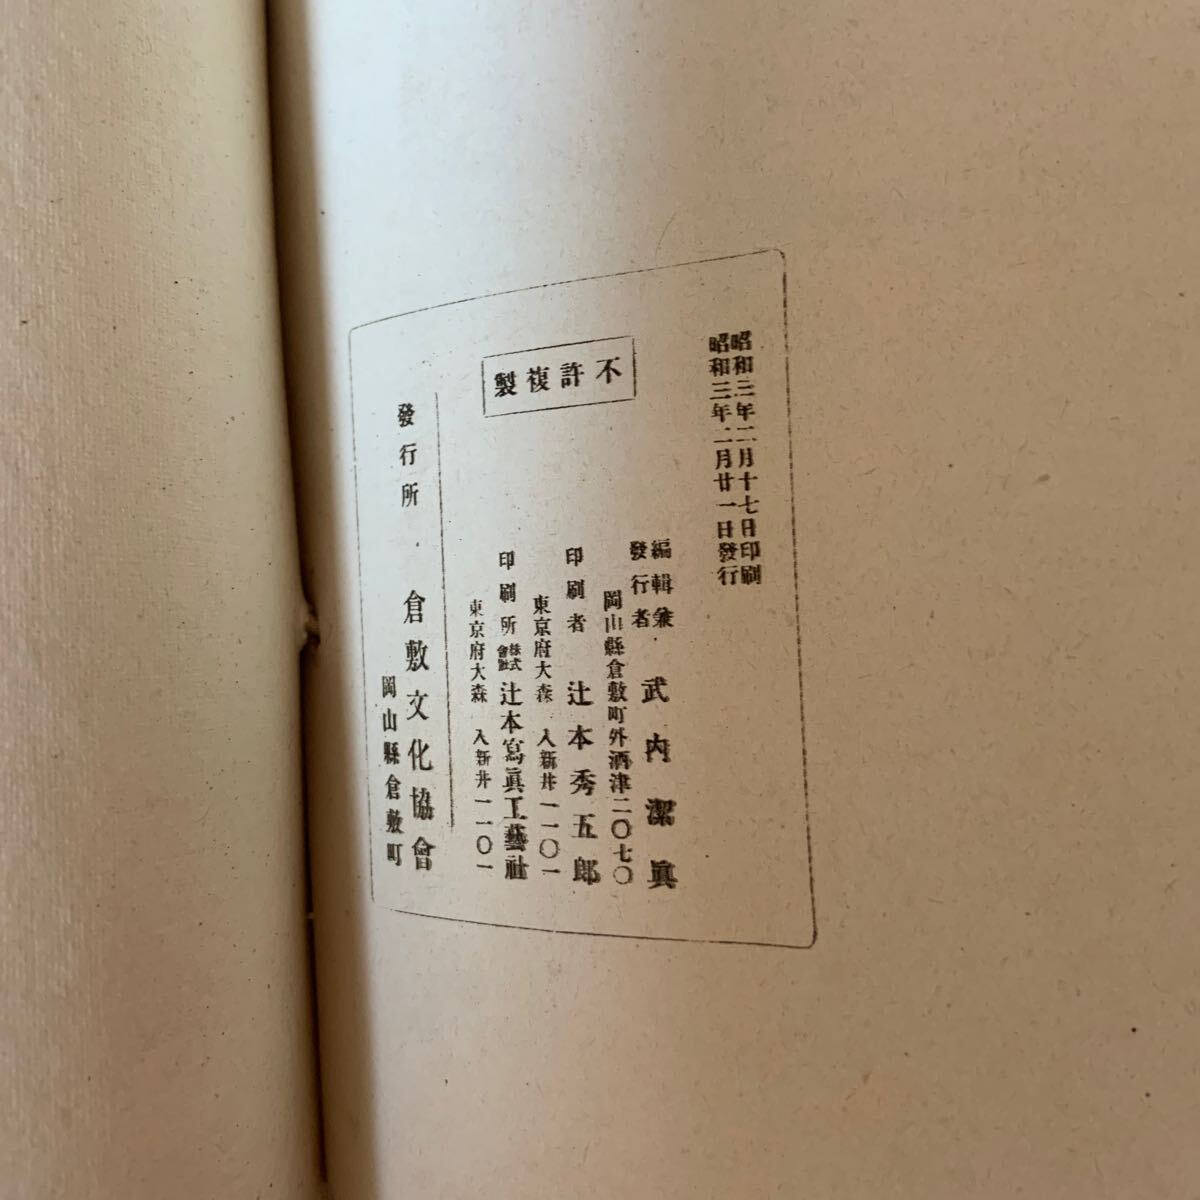 昭和三年二月十七日印刷
昭和三年二月廿一日發行
不許複製
編輯兼
發行者
武内潔眞
岡山縣倉敷町外酒津二〇七〇
印刷者 辻本秀五郎
東京府大森 入新井一一〇一
印刷所 株式會社 辻本寫眞工藝社
東京府大森 入新井一一〇一
發行所 倉敷文化協會
岡山縣倉敷町